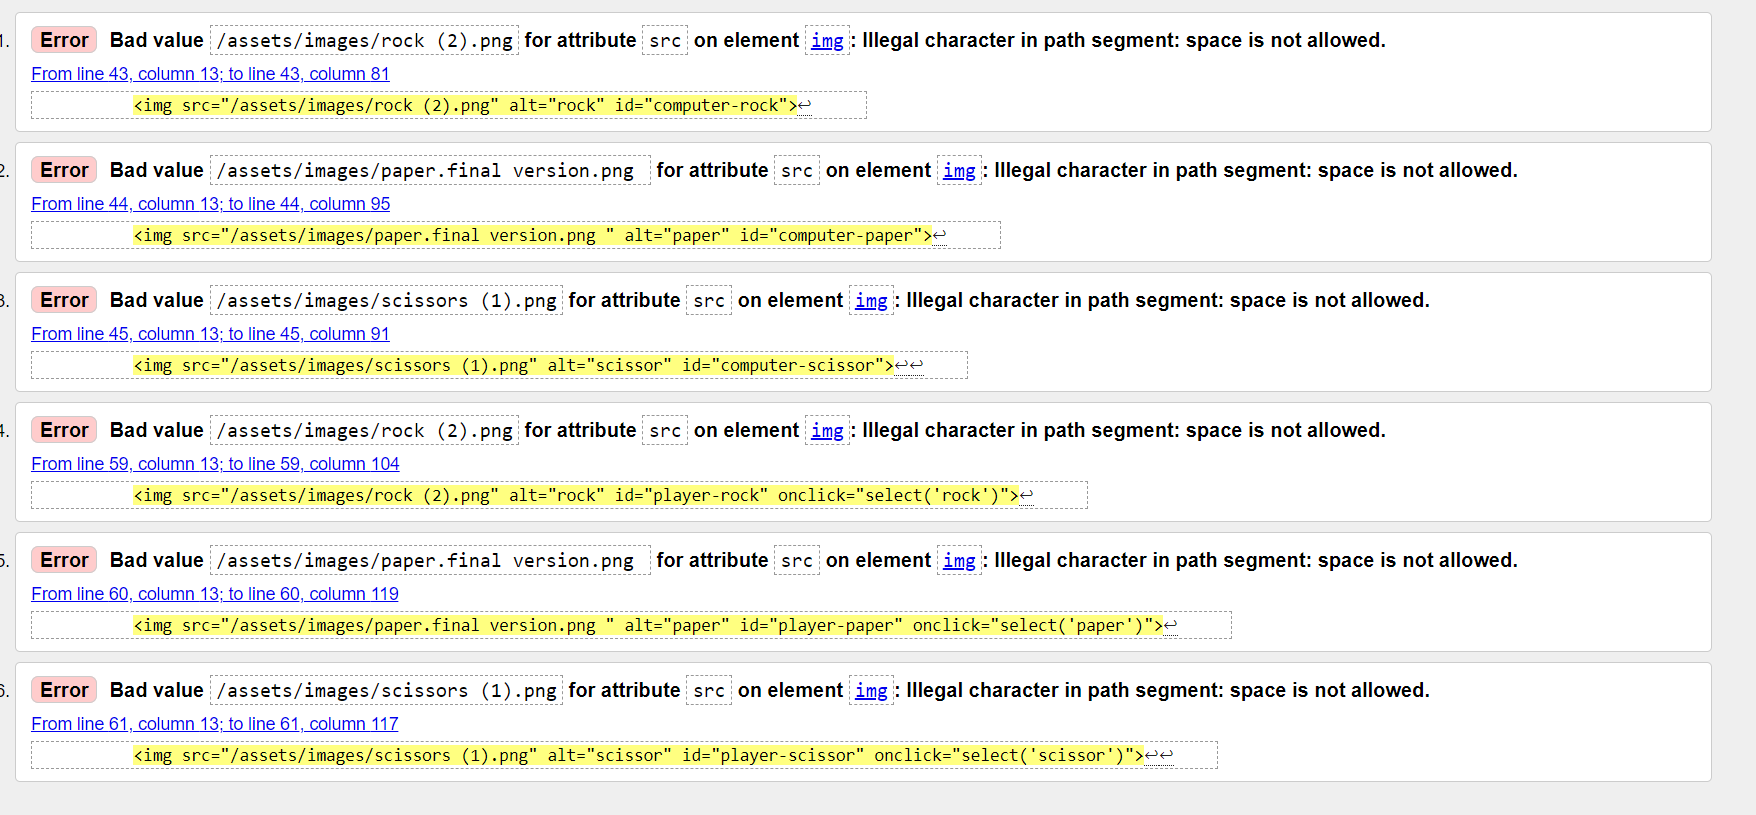 1. Error Bad value /assets/images/rock (2).png for attribute src on element img: Illegal character in path segment: space is not allowed.
From line 43, column 13; to line 43, column 81
<img src="/assets/images/rock (2).png" alt="rock" id="computer-rock">↩
2. Error Bad value /assets/images/paper.final version.png  for attribute src on element img: Illegal character in path segment: space is not allowed.
From line 44, column 13; to line 44, column 95
<img src="/assets/images/paper.final version.png " alt="paper" id="computer-paper">↩
3. Error Bad value /assets/images/scissors (1).png for attribute src on element img: Illegal character in path segment: space is not allowed.
From line 45, column 13; to line 45, column 91
<img src="/assets/images/scissors (1).png" alt="scissor" id="computer-scissor">↩↩
4. Error Bad value /assets/images/rock (2).png for attribute src on element img: Illegal character in path segment: space is not allowed.
From line 59, column 13; to line 59, column 104
<img src="/assets/images/rock (2).png" alt="rock" id="player-rock" onclick="select('rock')">↩
5. Error Bad value /assets/images/paper.final version.png  for attribute src on element img: Illegal character in path segment: space is not allowed.
From line 60, column 13; to line 60, column 119
<img src="/assets/images/paper.final version.png " alt="paper" id="player-paper" onclick="select('paper')">↩
6. Error Bad value /assets/images/scissors (1).png for attribute src on element img: Illegal character in path segment: space is not allowed.
From line 61, column 13; to line 61, column 117
<img src="/assets/images/scissors (1).png" alt="scissor" id="player-scissor" onclick="select('scissor')">↩↩